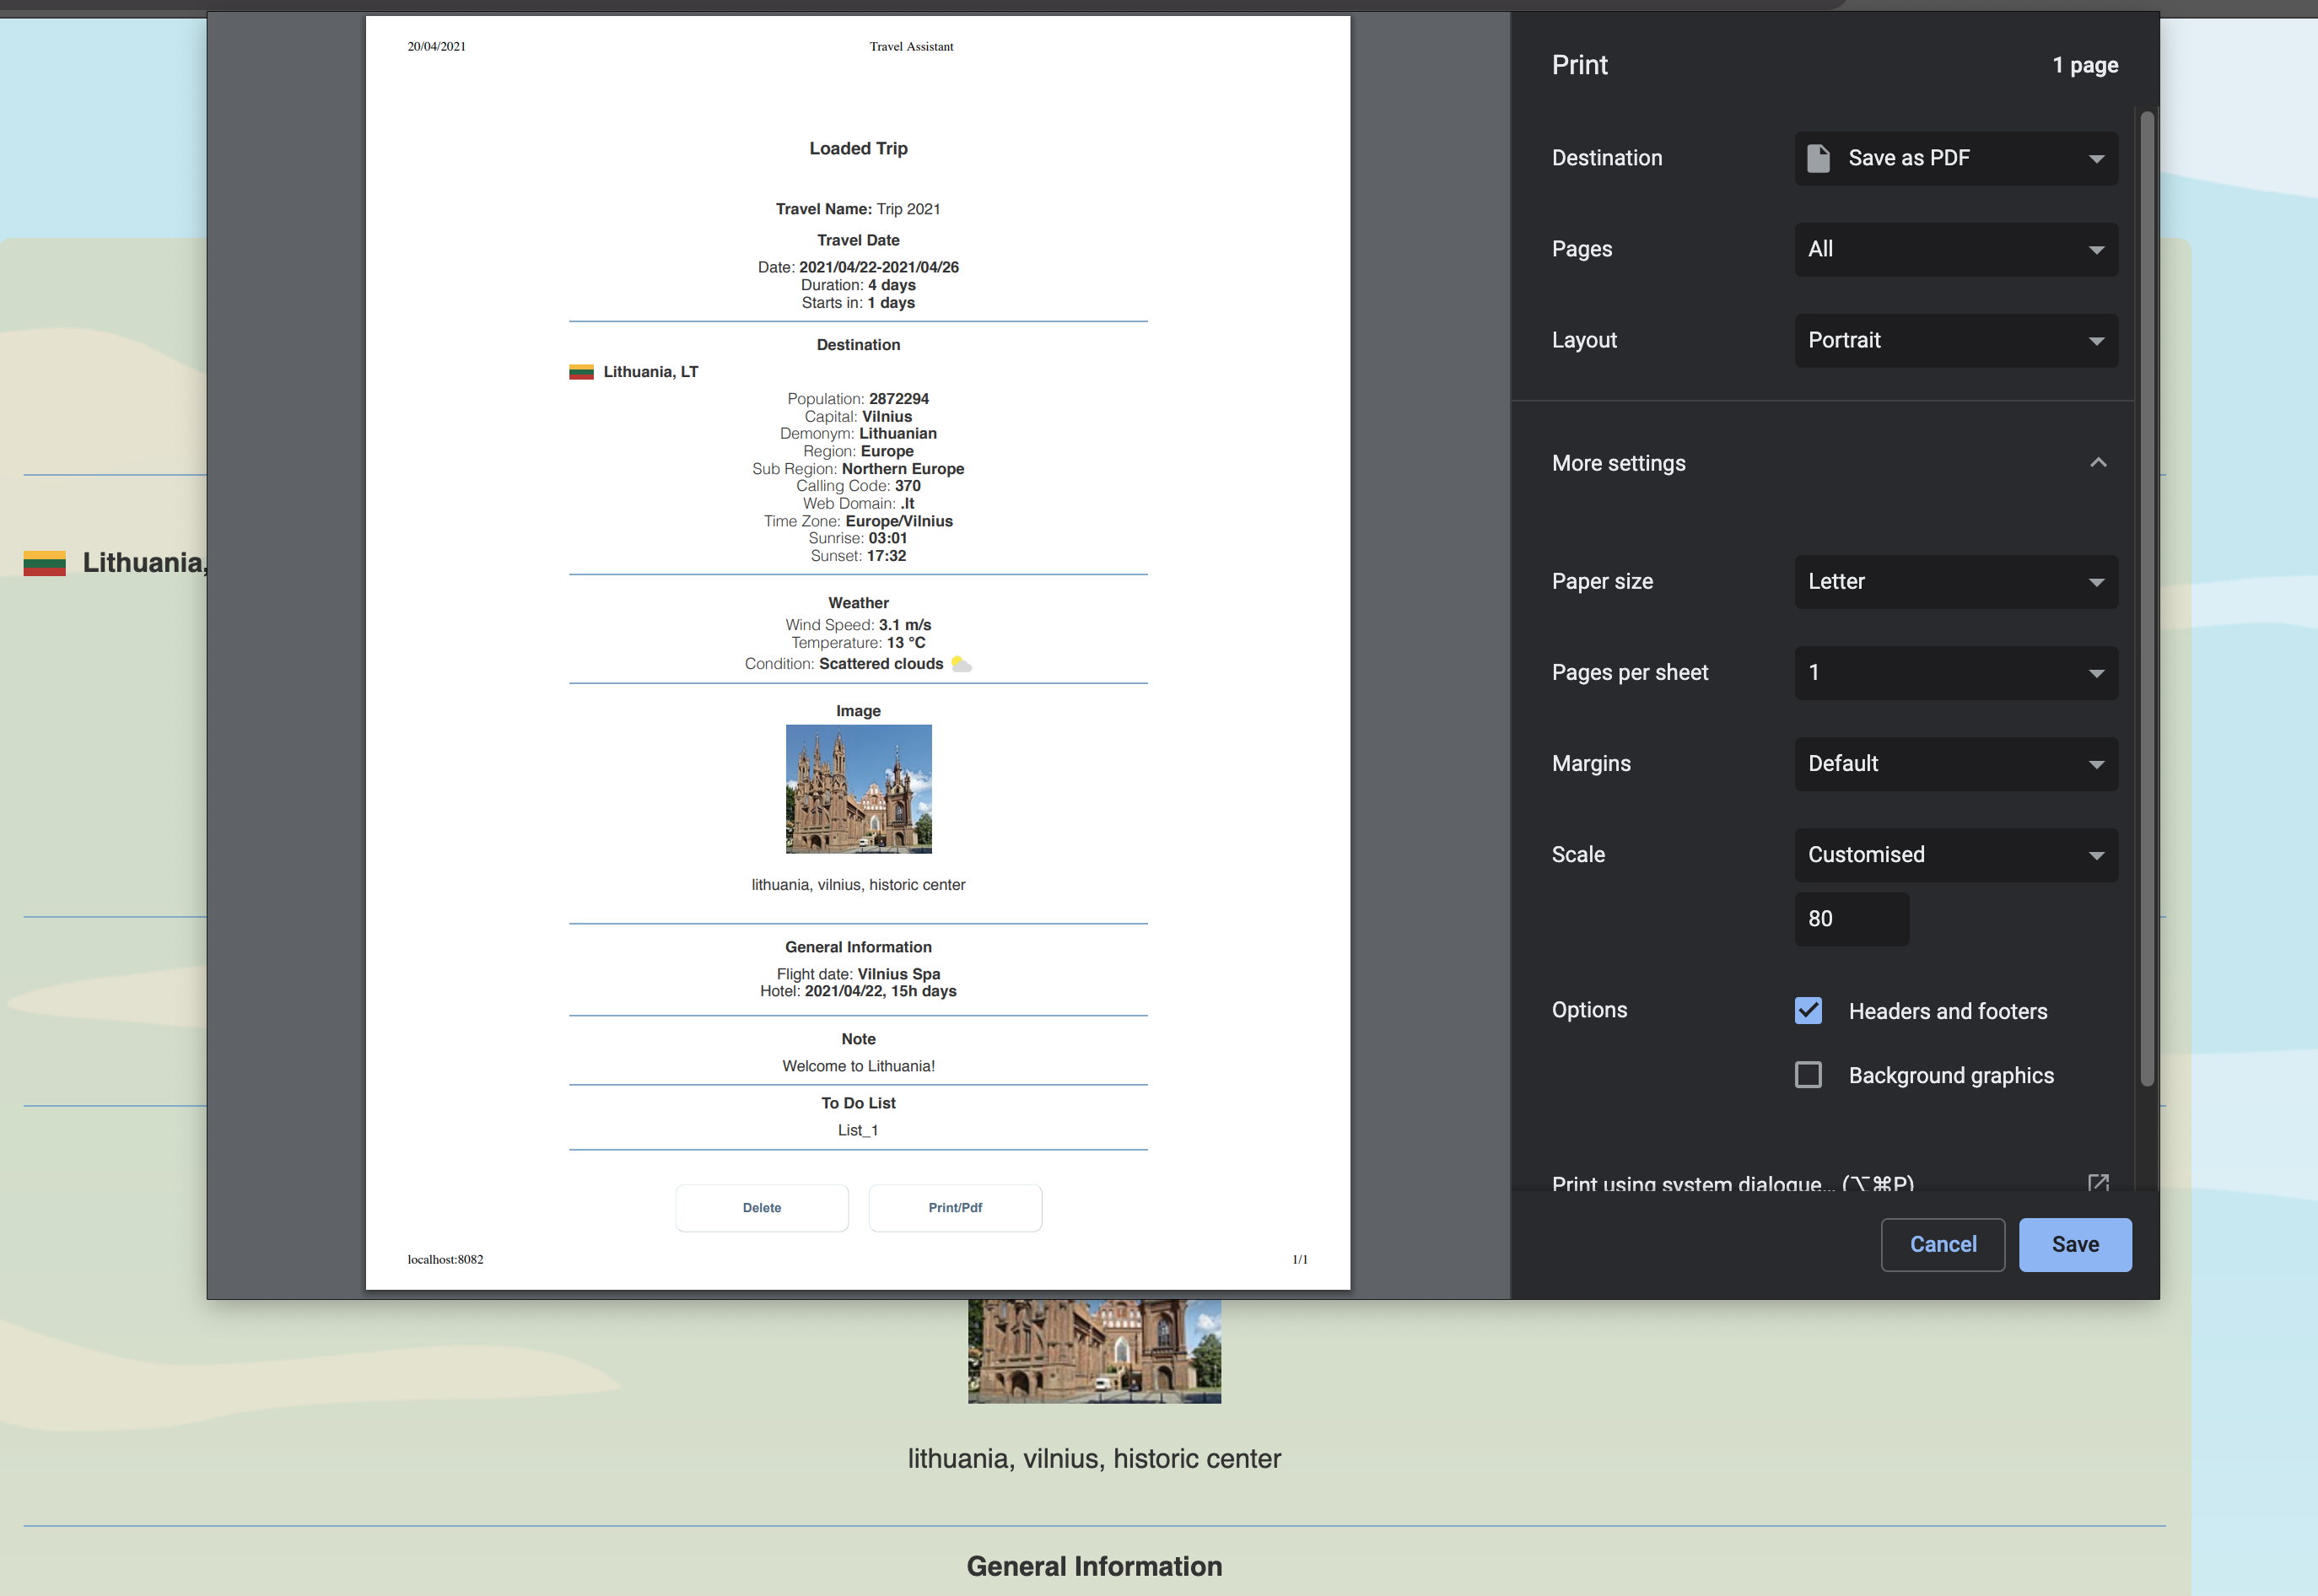 20/04/2021 Travel Assistant
Loaded Trip
Travel Name: Trip 2021
Travel Date
Date: 2021/04/22-2021/04/26
Duration: 4 days
Starts in: 1 days
Destination
Lithuania, LT
Population: 2872294
Capital: Vilnius
Demonym: Lithuanian
Region: Europe
Sub Region: Northern Europe
Calling Code: 370
Web Domain: .lt
Time Zone: Europe/Vilnius
Sunrise: 03:01
Sunset: 17:32
Weather
Wind Speed: 3.1 m/s
Temperature: 13 °C
Condition: Scattered clouds
Image
lithuania, vilnius, historic center
General Information
Flight date: Vilnius Spa
Hotel: 2021/04/22, 15h days
Note
Welcome to Lithuania!
To Do List
List_1
Delete Print/Pdf
localhost:8082 1/1
Print 1 page
Destination Save as PDF
Pages All
Layout Portrait
More settings
Paper size Letter
Pages per sheet 1
Margins Default
Scale Customised
80
Options Headers and footers
Background graphics
Print using system dialogue... (⌥⌘P)
Cancel Save
Lithuania,
lithuania, vilnius, historic center
General Information